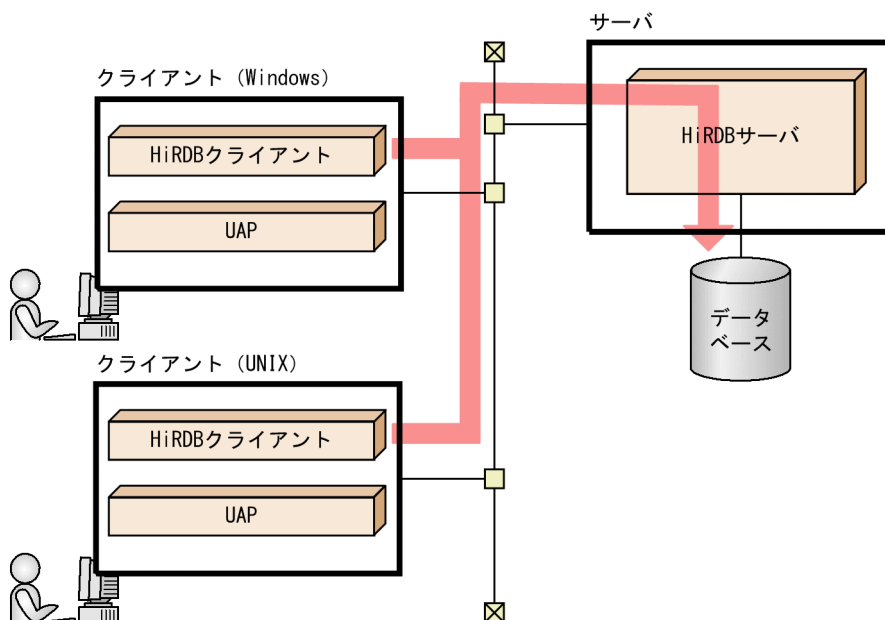 サーバ
クライアント（Windows）
HiRDBクライアント
UAP
HiRDBサーバ
データ
ベース
クライアント（UNIX）
HiRDBクライアント
UAP